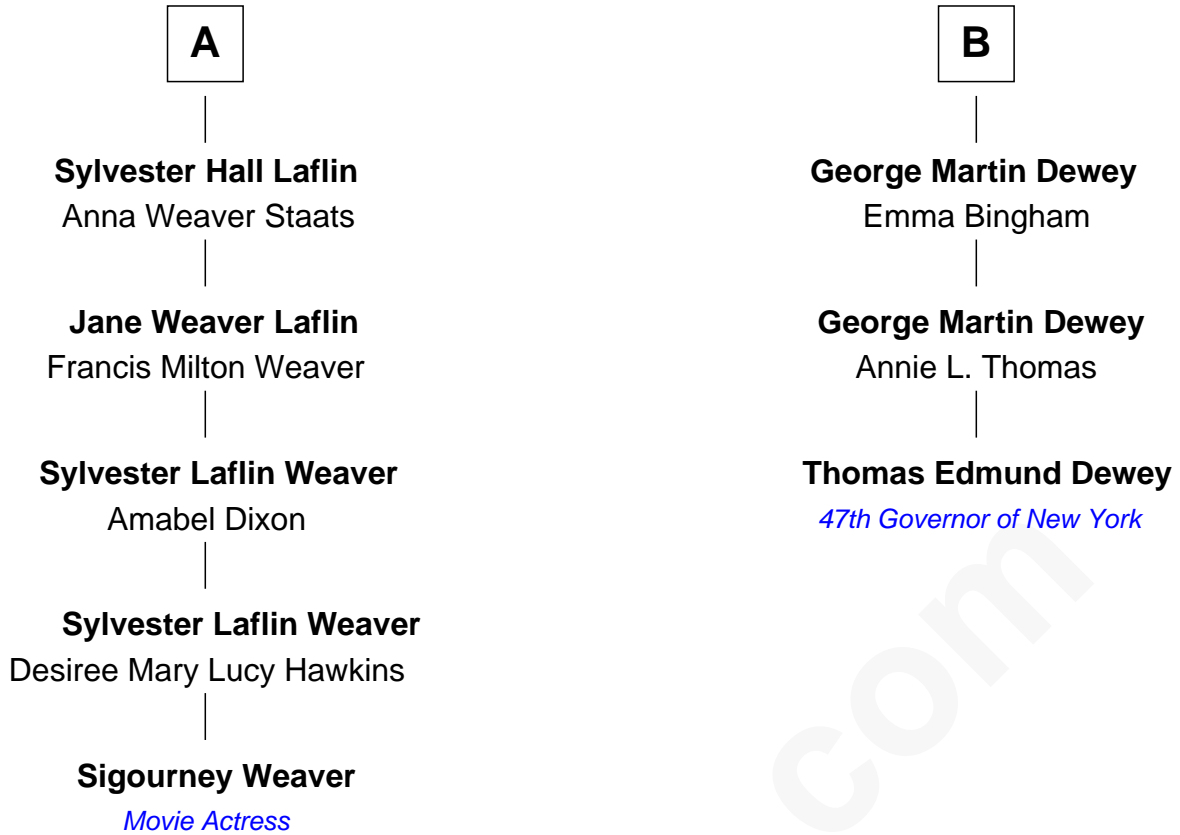 A
Sylvester Hall Laflin
Anna Weaver Staats
Jane Weaver Laflin
Francis Milton Weaver
Sylvester Laflin Weaver
Amabel Dixon
Sylvester Laflin Weaver
Desiree Mary Lucy Hawkins
Sigourney Weaver
Movie Actress
B
George Martin Dewey
Emma Bingham
George Martin Dewey
Annie L. Thomas
Thomas Edmund Dewey
47th Governor of New York
com